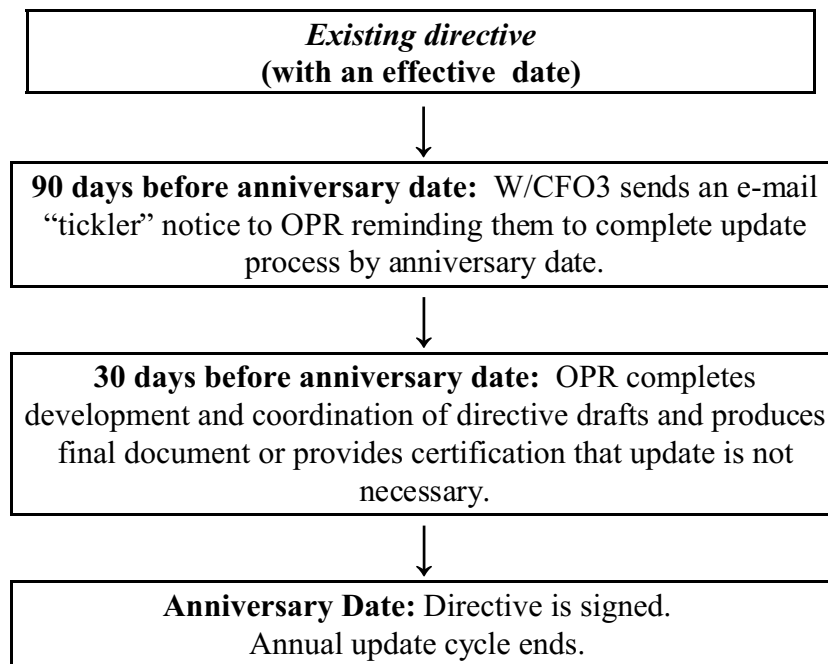 Existing directive
(with an effective date)
90 days before anniversary date: W/CFO3 sends an e-mail
“tickler” notice to OPR reminding them to complete update
process by anniversary date.
30 days before anniversary date: OPR completes
development and coordination of directive drafts and produces
final document or provides certification that update is not
necessary.
Anniversary Date: Directive is signed.
Annual update cycle ends.